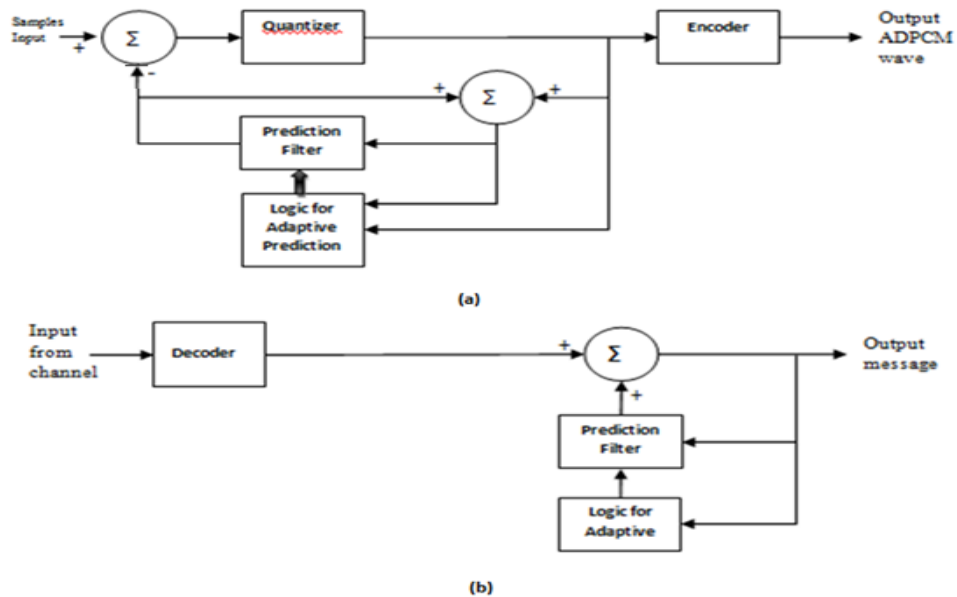 Samples
Input
+
Σ
-
Quantizer
Encoder
Output
ADPCM
wave
+
Σ
+
Prediction
Filter
Logic for
Adaptive
Prediction
(a)
Input
from
channel
Decoder
+
Σ
+
Output
message
Prediction
Filter
Logic for
Adaptive
(b)